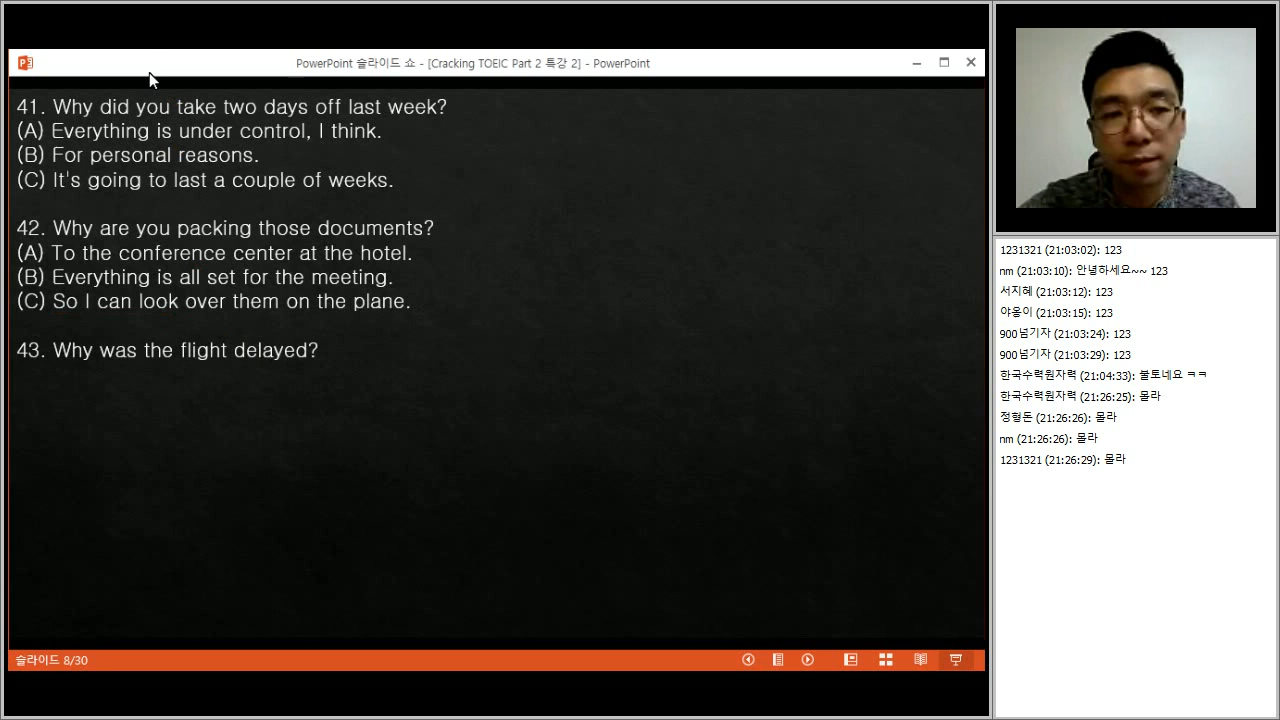 PowerPoint 슬라이드 쇼 - [Cracking TOEIC Part 2 특강 2] - PowerPoint
41. Why did you take two days off last week?
(A) Everything is under control, I think.
(B) For personal reasons.
(C) It's going to last a couple of weeks.
42. Why are you packing those documents?
(A) To the conference center at the hotel.
(B) Everything is all set for the meeting.
(C) So I can look over them on the plane.
43. Why was the flight delayed?
슬라이드 8/30
1231321 (21:03:02): 123
nm (21:03:10): 안녕하세요~~ 123
서지혜 (21:03:12): 123
야옹이 (21:03:15): 123
900넘기자 (21:03:24): 123
900넘기자 (21:03:29): 123
한국수력원자력 (21:04:33): 불토네요 ㅋㅋ
한국수력원자력 (21:26:25): 몰라
정형돈 (21:26:26): 몰라
nm (21:26:26): 몰라
1231321 (21:26:29): 몰라